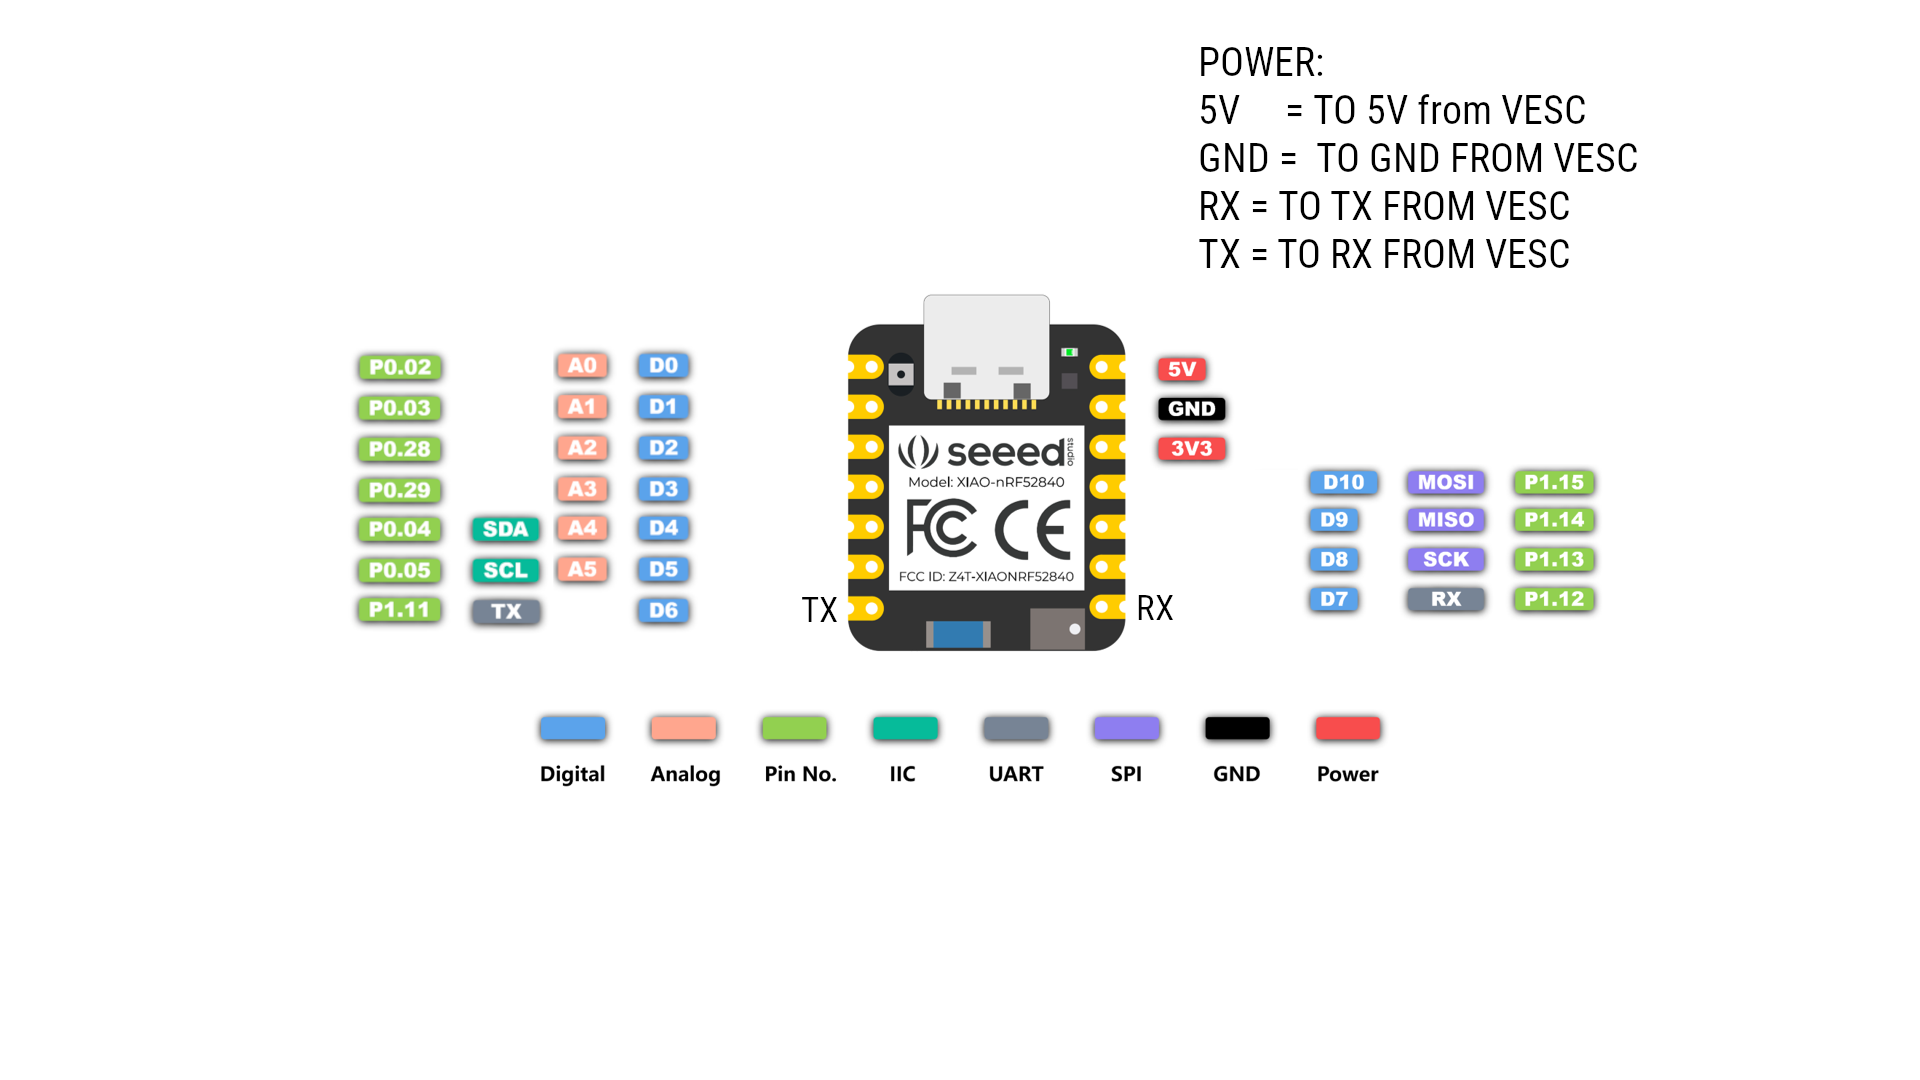 POWER:
5V = TO 5V from VESC
GND = TO GND FROM VESC
RX = TO TX FROM VESC
TX = TO RX FROM VESC
P0.02 A0 D0
P0.03 A1 D1
P0.28 A2 D2
P0.29 A3 D3
P0.04 SDA A4 D4
P0.05 SCL A5 D5
P1.11 TX D6
TX
seeed studio
Model: XIAO-nRF52840
FC CE
FCC ID: Z4T-XIAONRF52840
RX
5V
GND
3V3
D10 MOSI P1.15
D9 MISO P1.14
D8 SCK P1.13
D7 RX P1.12
Digital Analog Pin No. IIC UART SPI GND Power